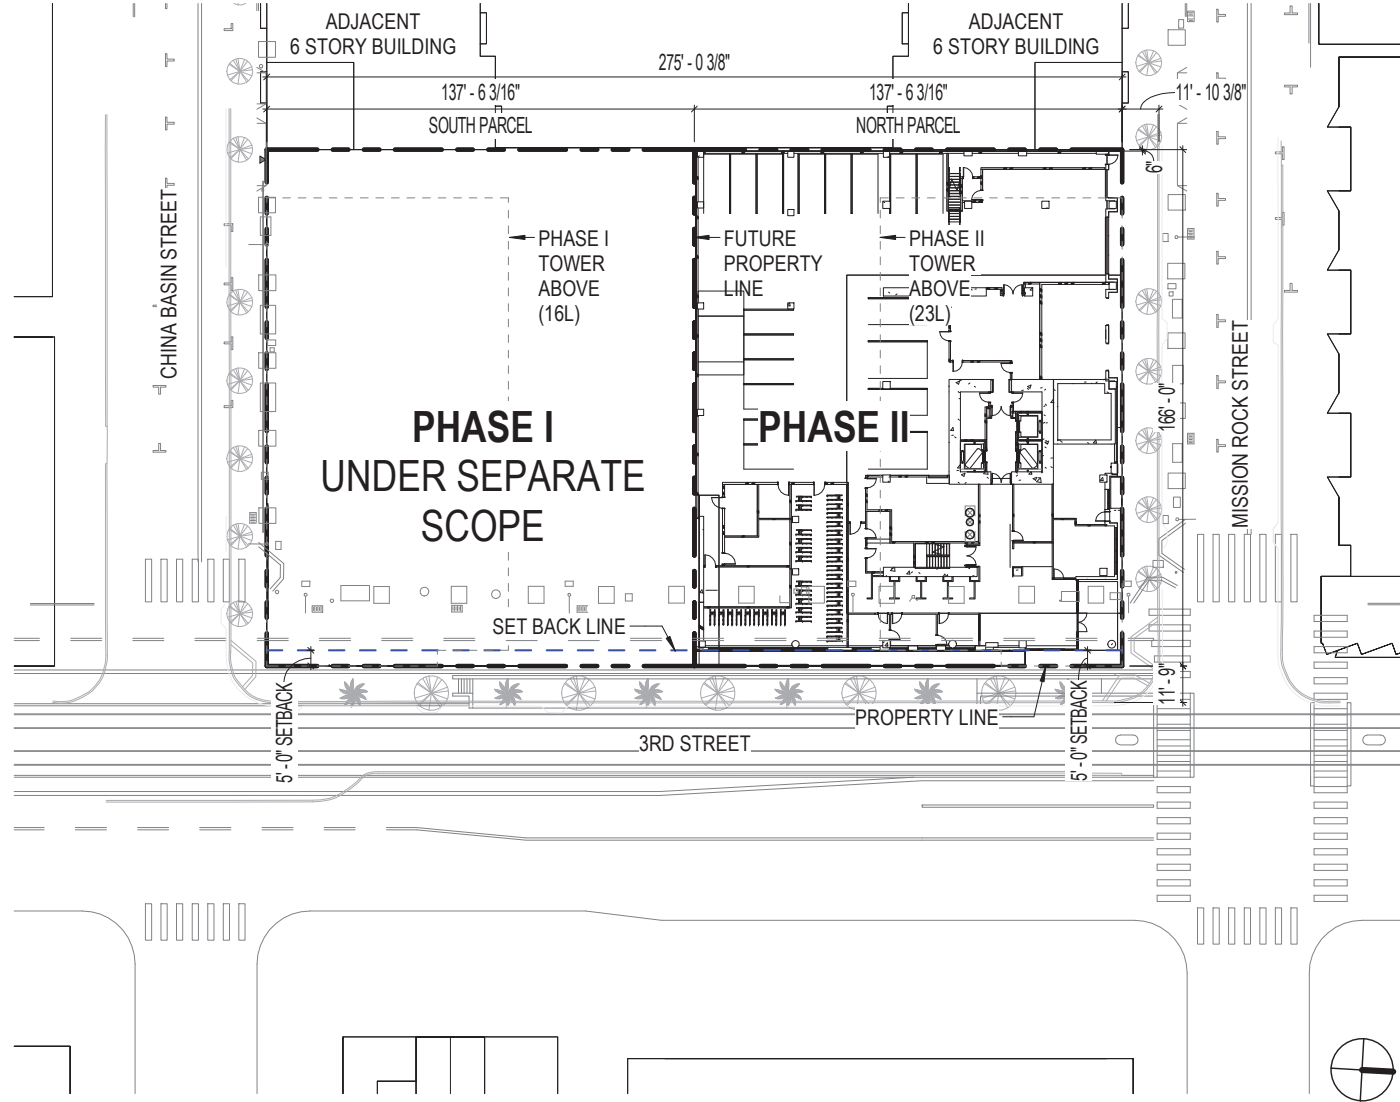 ADJACENT
6 STORY BUILDING
ADJACENT
6 STORY BUILDING
275' - 0 3/8"
137' - 6 3/16"
137' - 6 3/16"
11' - 10 3/8"
SOUTH PARCEL
NORTH PARCEL
6"
CHINA BASIN STREET
PHASE I
TOWER
ABOVE
(16L)
FUTURE
PROPERTY
LINE
PHASE II
TOWER
ABOVE
(23L)
MISSION ROCK STREET
166' - 0"
PHASE I
UNDER SEPARATE
SCOPE
PHASE II
SET BACK LINE
5' - 0" SETBACK
PROPERTY LINE
5' - 0" SETBACK
11' - 9"
3RD STREET